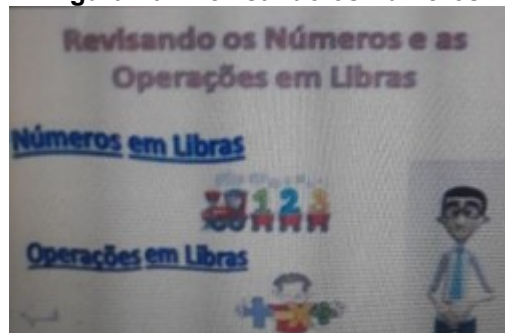 Revisando os Números e as
Operações em Libras
Números em Libras
1 2 3
Operações em Libras